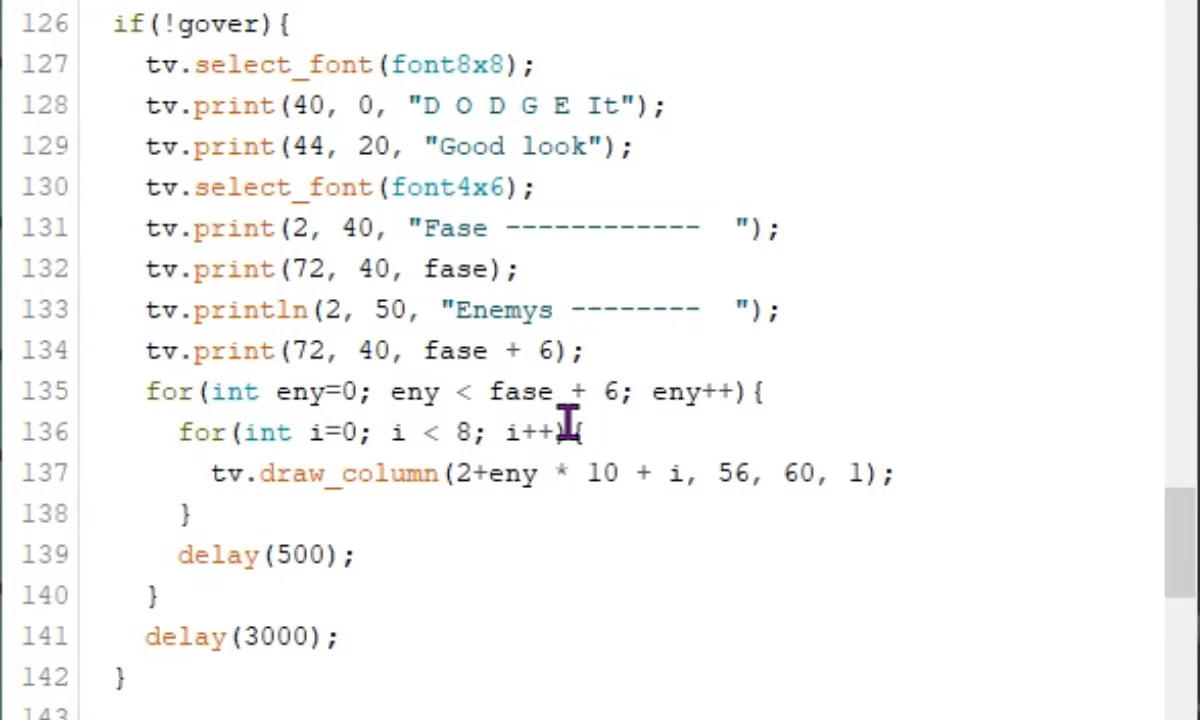 126 if(!gover){
127 tv.select_font(font8x8);
128 tv.print(40, 0, "D O D G E It");
129 tv.print(44, 20, "Good look");
130 tv.select_font(font4x6);
131 tv.print(2, 40, "Fase ------------  ");
132 tv.print(72, 40, fase);
133 tv.println(2, 50, "Enemys --------  ");
134 tv.print(72, 40, fase + 6);
135 for(int eny=0; eny < fase + 6; eny++){
136 for(int i=0; i < 8; i++){
137 tv.draw_column(2+eny * 10 + i, 56, 60, 1);
138 }
139 delay(500);
140 }
141 delay(3000);
142 }
143